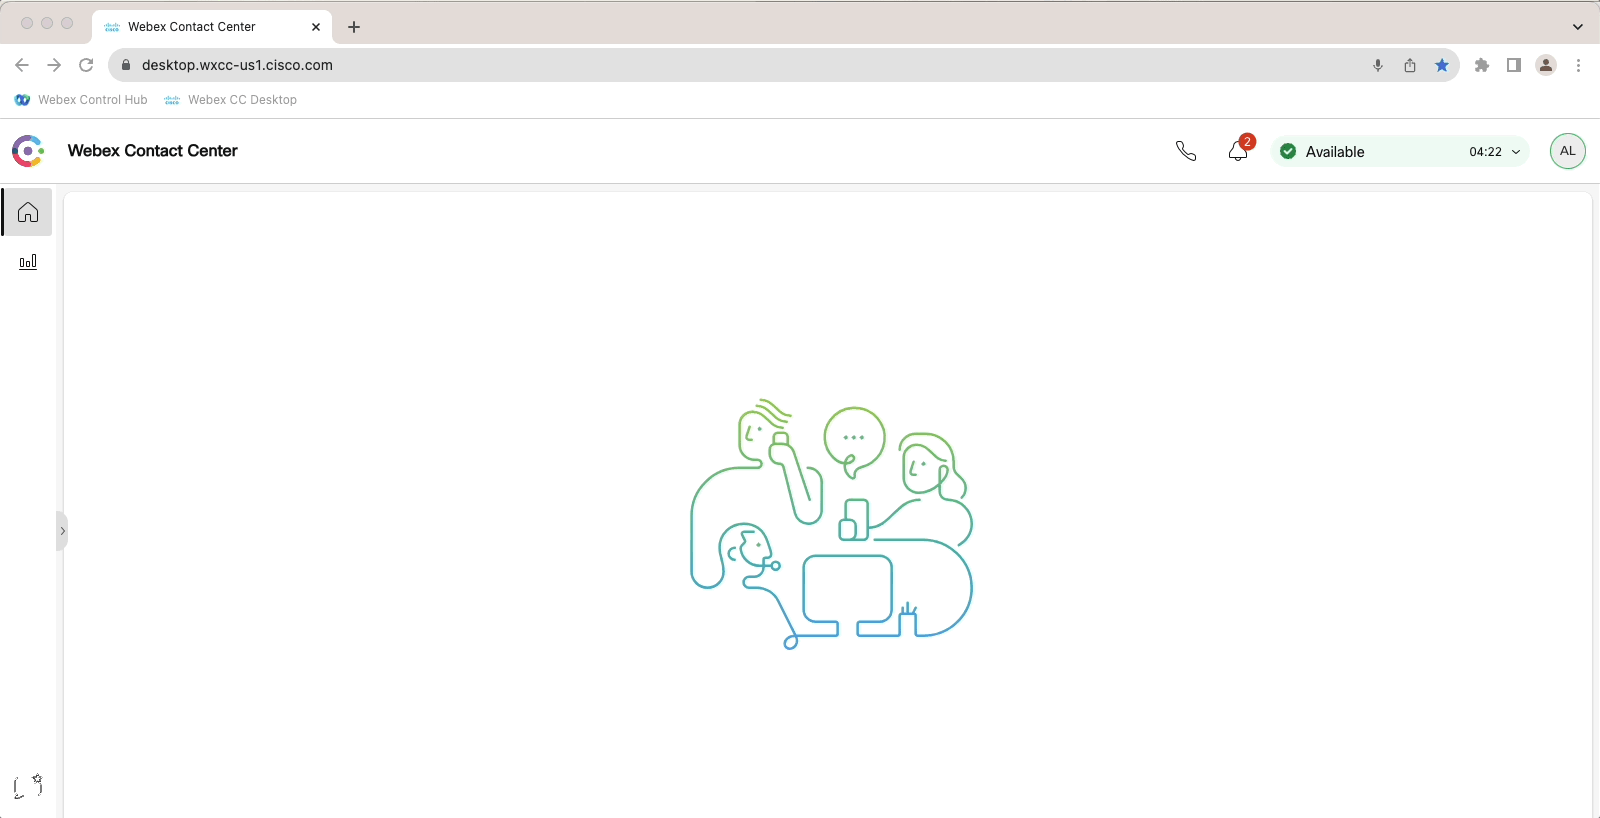 Webex Contact Center
desktop.wxcc-us1.cisco.com
Webex Control Hub
CISCO
Webex CC Desktop
Webex Contact Center
2
Available
04:22
AL